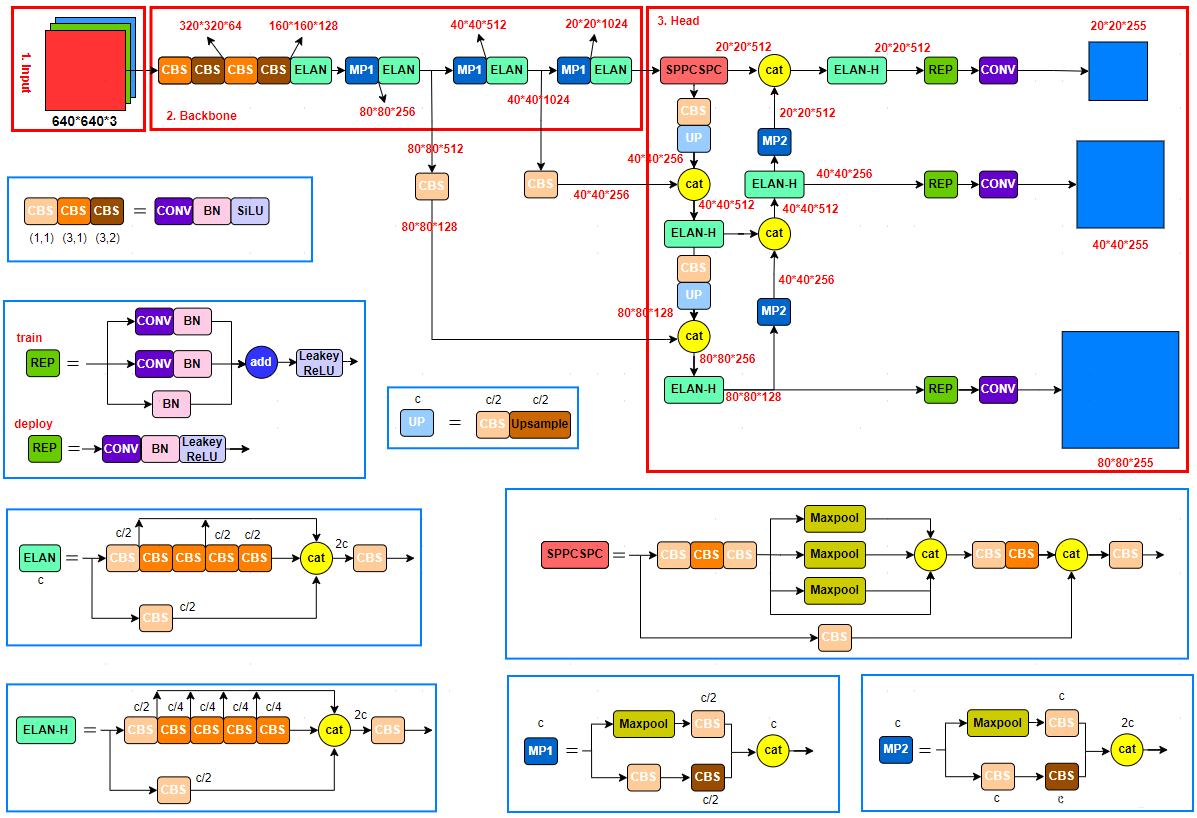 1. Input
640*640*3
320*320*64
160*160*128
CBS CBS CBS CBS ELAN
MP1 ELAN
MP1 ELAN
MP1 ELAN
40*40*512
20*20*1024
80*80*256
40*40*1024
2. Backbone
80*80*512
CBS
80*80*128
CBS
40*40*256
3. Head
SPPCSPC
20*20*512
cat
20*20*512
ELAN-H
REP
CONV
20*20*255
CBS
UP
20*20*512
MP2
40*40*256
cat
ELAN-H
40*40*256
REP
CONV
40*40*255
40*40*512
40*40*512
ELAN-H
cat
CBS
UP
40*40*256
80*80*128
MP2
cat
80*80*256
ELAN-H
80*80*128
REP
CONV
80*80*255
CBS CBS CBS = CONV BN SiLU
(1,1) (3,1) (3,2)
train
REP =
CONV BN
CONV BN
BN
add
Leakey
ReLU
deploy
REP =
CONV BN Leakey
ReLU
c c/2 c/2
UP = CBS Upsample
ELAN =
c
c/2 c/2 c/2
CBS CBS CBS CBS CBS
cat
2c
CBS
CBS
c/2
SPPCSPC =
CBS CBS CBS
Maxpool
Maxpool
Maxpool
cat
CBS CBS
cat
CBS
CBS
ELAN-H =
c/2 c/4 c/4 c/4 c/4
CBS CBS CBS CBS CBS
cat
2c
CBS
CBS
c/2
c
MP1 =
Maxpool
c/2
CBS
CBS
CBS
c/2
c
cat
c
MP2 =
Maxpool
c
CBS
CBS
c
CBS
c
2c
cat